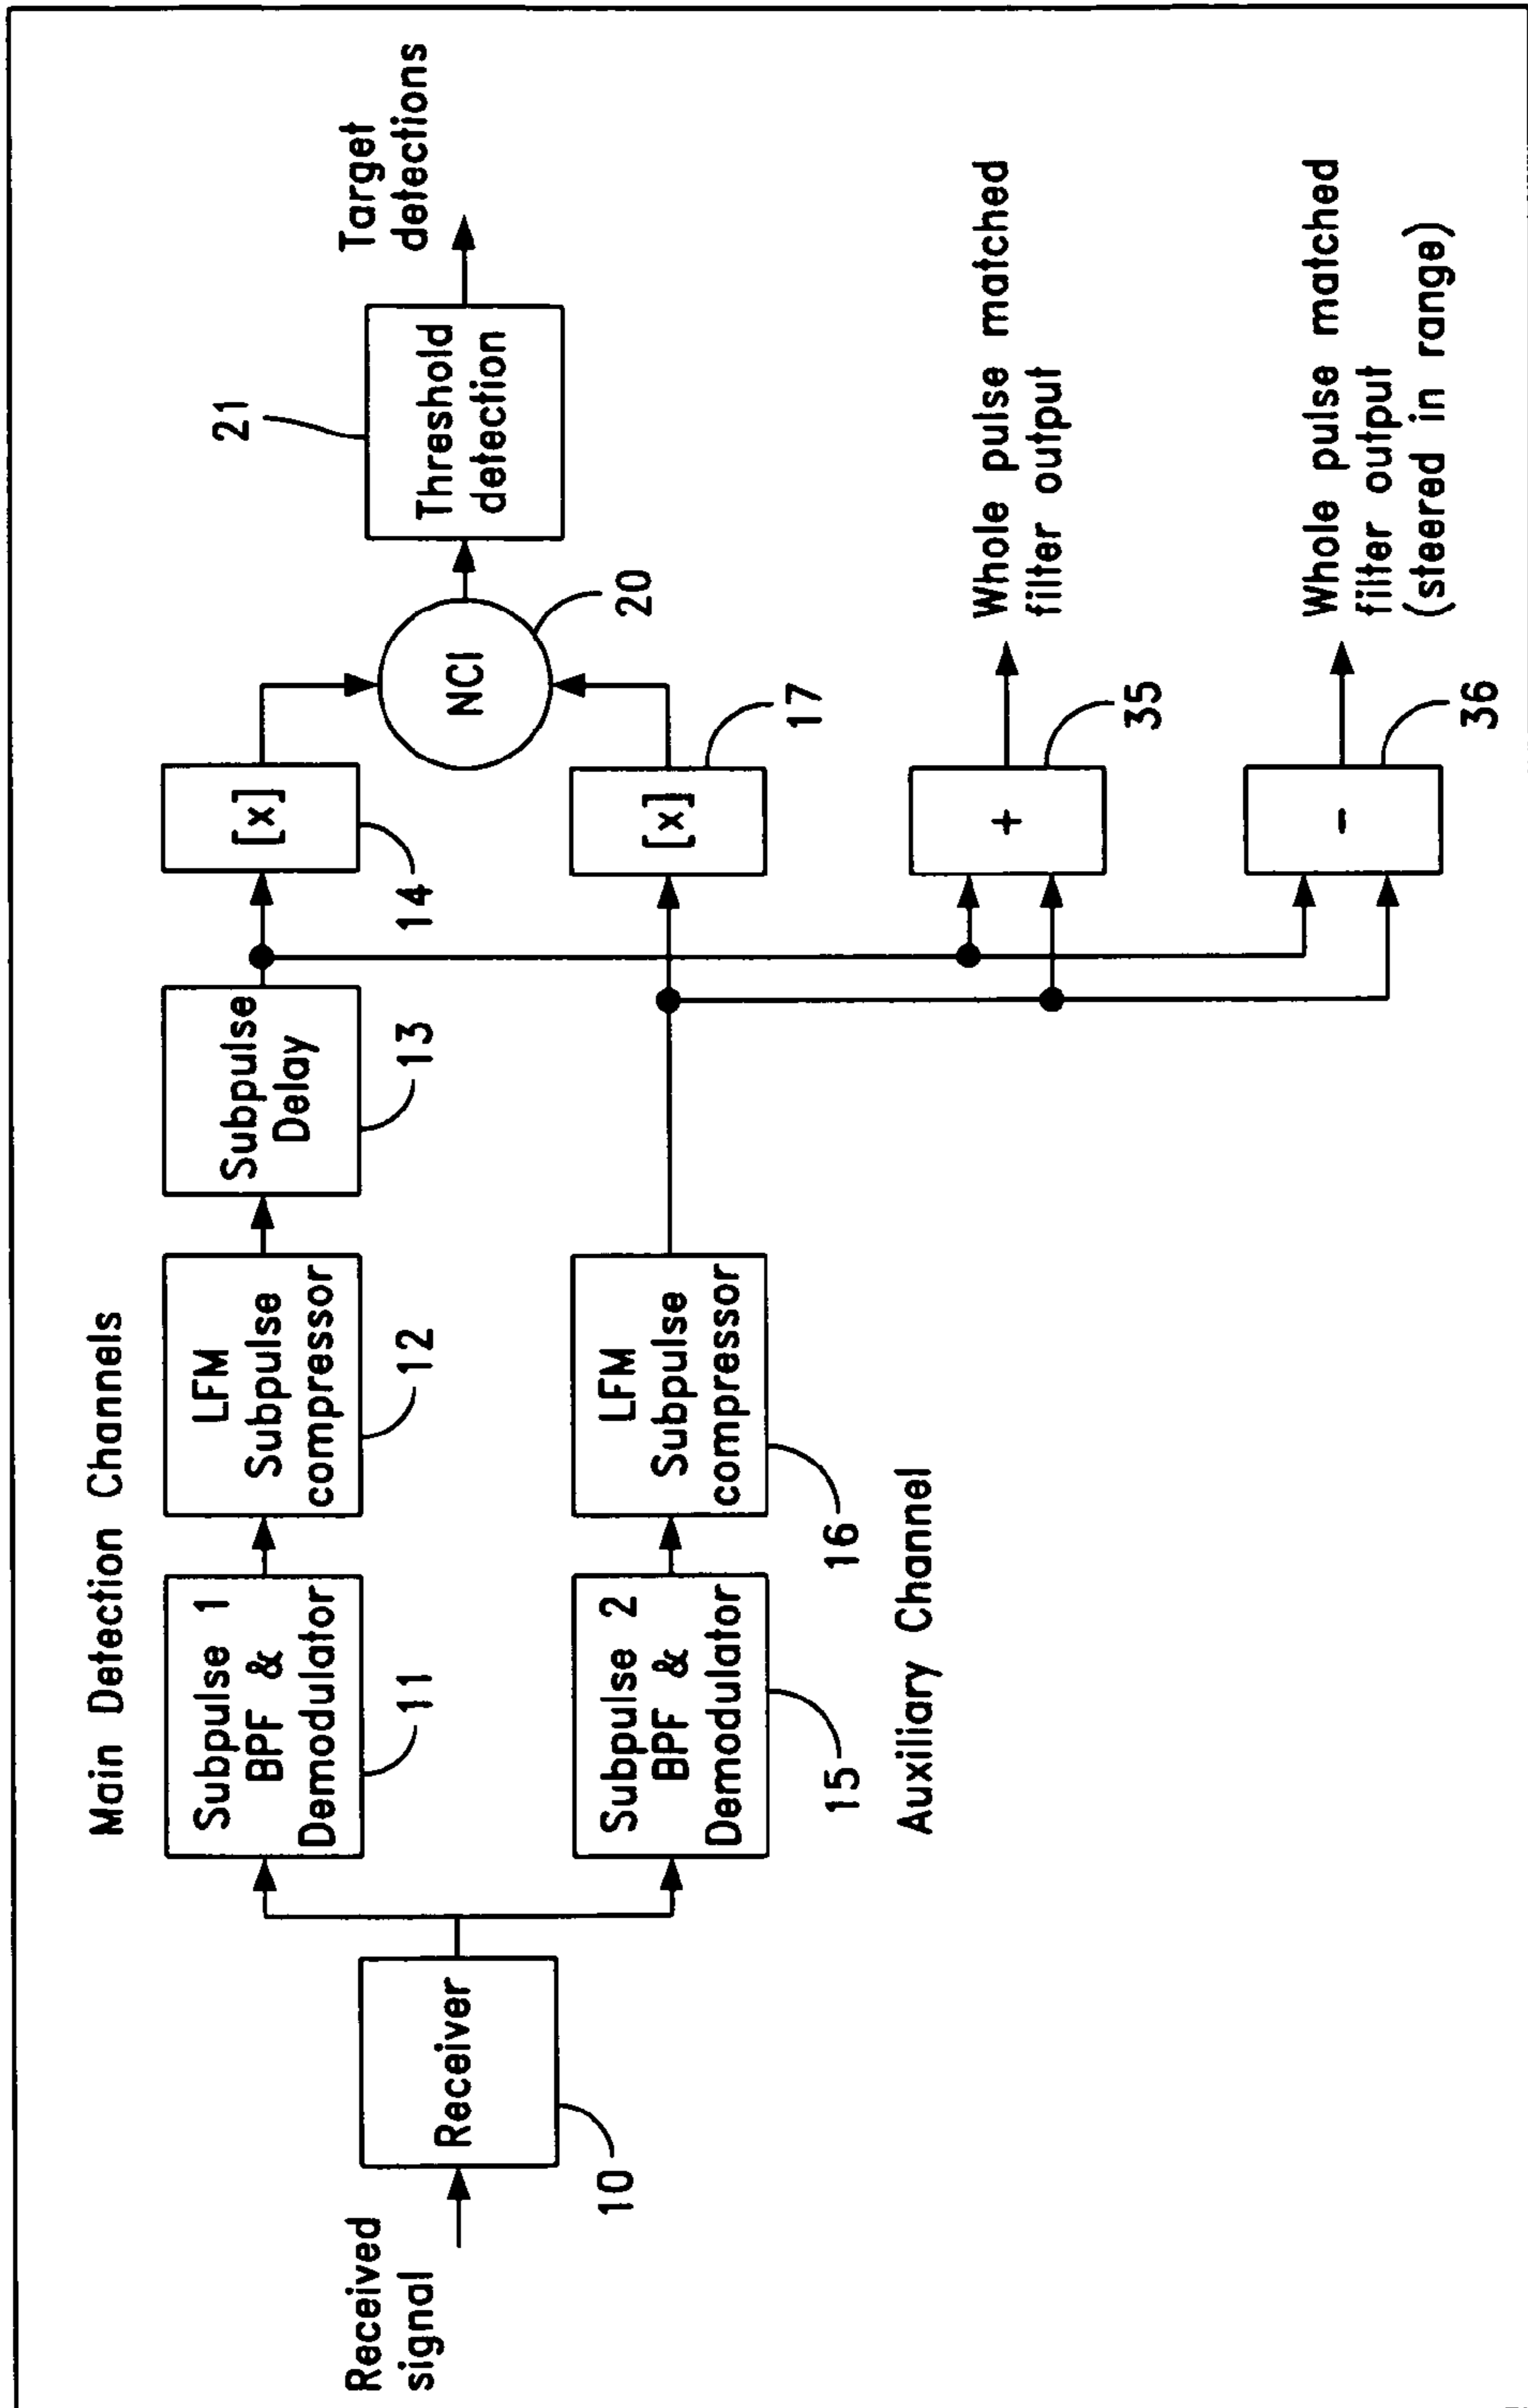 Main Detection Channels
Received
signal
Receiver
10
Subpulse 1
BPF &
Demodulator
11
LFM
Subpulse
compressor
12
Subpulse
Delay
13
[x]
14
NCI
20
Threshold
detection
21
Target
detections
Subpulse 2
BPF &
Demodulator
15
LFM
Subpulse
compressor
16
[x]
17
Auxiliary Channel
+
35
Whole pulse matched
filter output
-
36
Whole pulse matched
filter output
(steered in range)